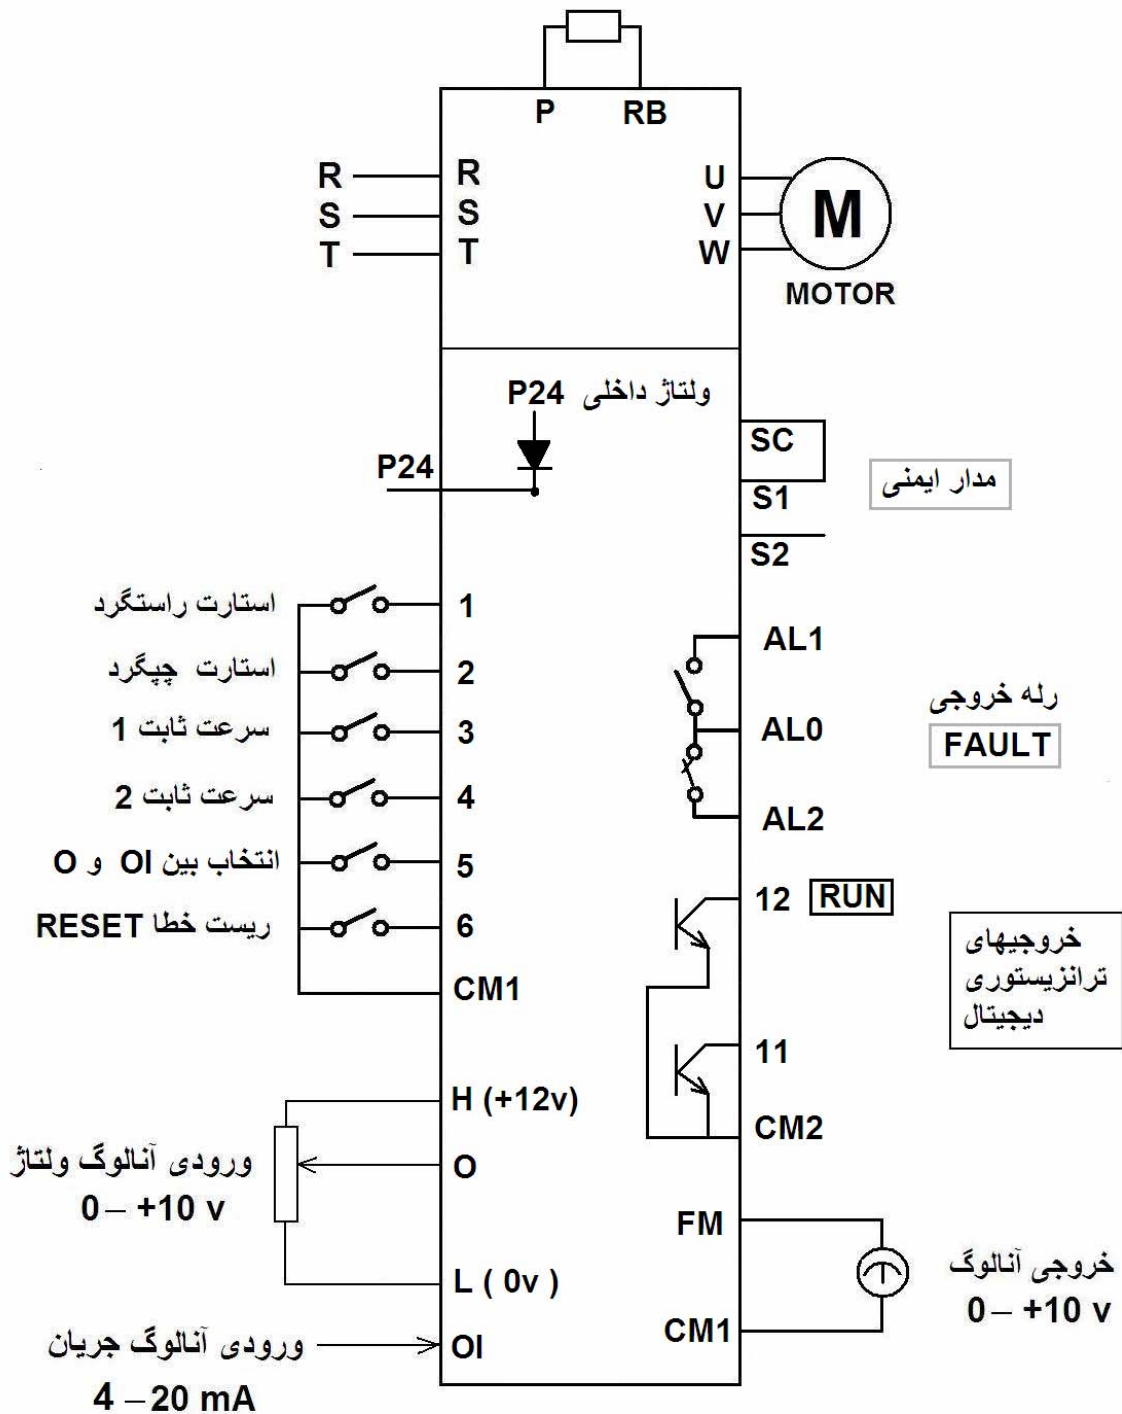 P RB
R R U
S S V
T T W
M
MOTOR
ولتاژ داخلی P24
P24
SC
S1
S2
مدار ایمنی
استارت راستگرد 1
استارت چپگرد 2
سرعت ثابت 1 3
سرعت ثابت 2 4
انتخاب بین OI و O 5
ریست خطا RESET 6
CM1
AL1
AL0
AL2
رله خروجی
FAULT
12 RUN
11
CM2
خروجیهای
ترانزیستوری
دیجیتال
H (+12v)
O
L ( 0v )
OI
ورودی آنالوگ ولتاژ
0 – +10 v
ورودی آنالوگ جریان
4 – 20 mA
FM
CM1
خروجی آنالوگ
0 – +10 v